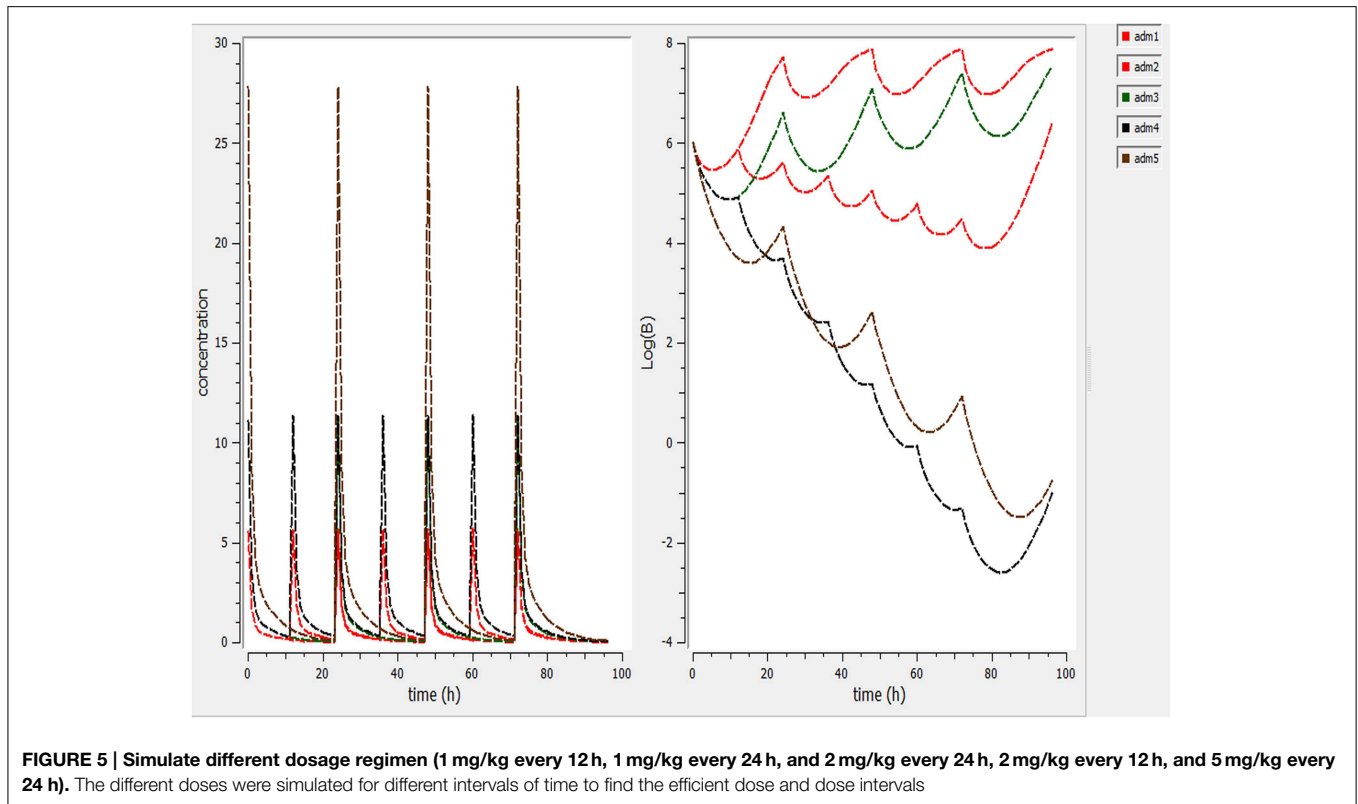 30
25
20
15
10
5
0
concentration
0 20 40 60 80 100
time (h)
8
6
4
2
0
-2
-4
Log(B)
0 20 40 60 80 100
time (h)
adm1
adm2
adm3
adm4
adm5
FIGURE 5 | Simulate different dosage regimen (1 mg/kg every 12 h, 1 mg/kg every 24 h, and 2 mg/kg every 24 h, 2 mg/kg every 12 h, and 5 mg/kg every
24 h). The different doses were simulated for different intervals of time to find the efficient dose and dose intervals